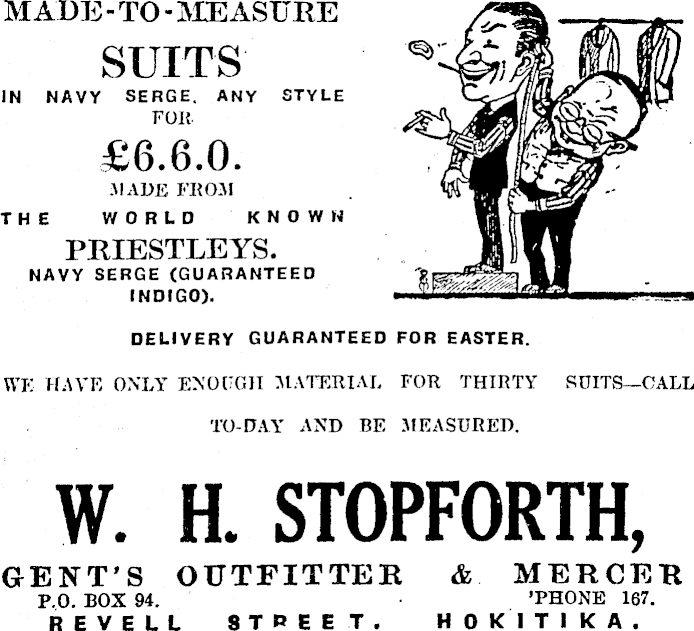 MADE-TO-MEASURE
SUITS
IN NAVY SERGE. ANY STYLE
FOR
£6.6.0.
MADE FROM
THE WORLD KNOWN
PRIESTLEYS.
NAVY SERGE (GUARANTEED
INDIGO).
DELIVERY GUARANTEED FOR EASTER.
WE HAVE ONLY ENOUGH MATERIAL FOR THIRTY SUITS—CALL
TO-DAY AND BE MEASURED.
W. H. STOPFORTH,
GENT'S OUTFITTER & MERCER
P.O. BOX 94. 'PHONE 167.
REVELL STREET, HOKITIKA.